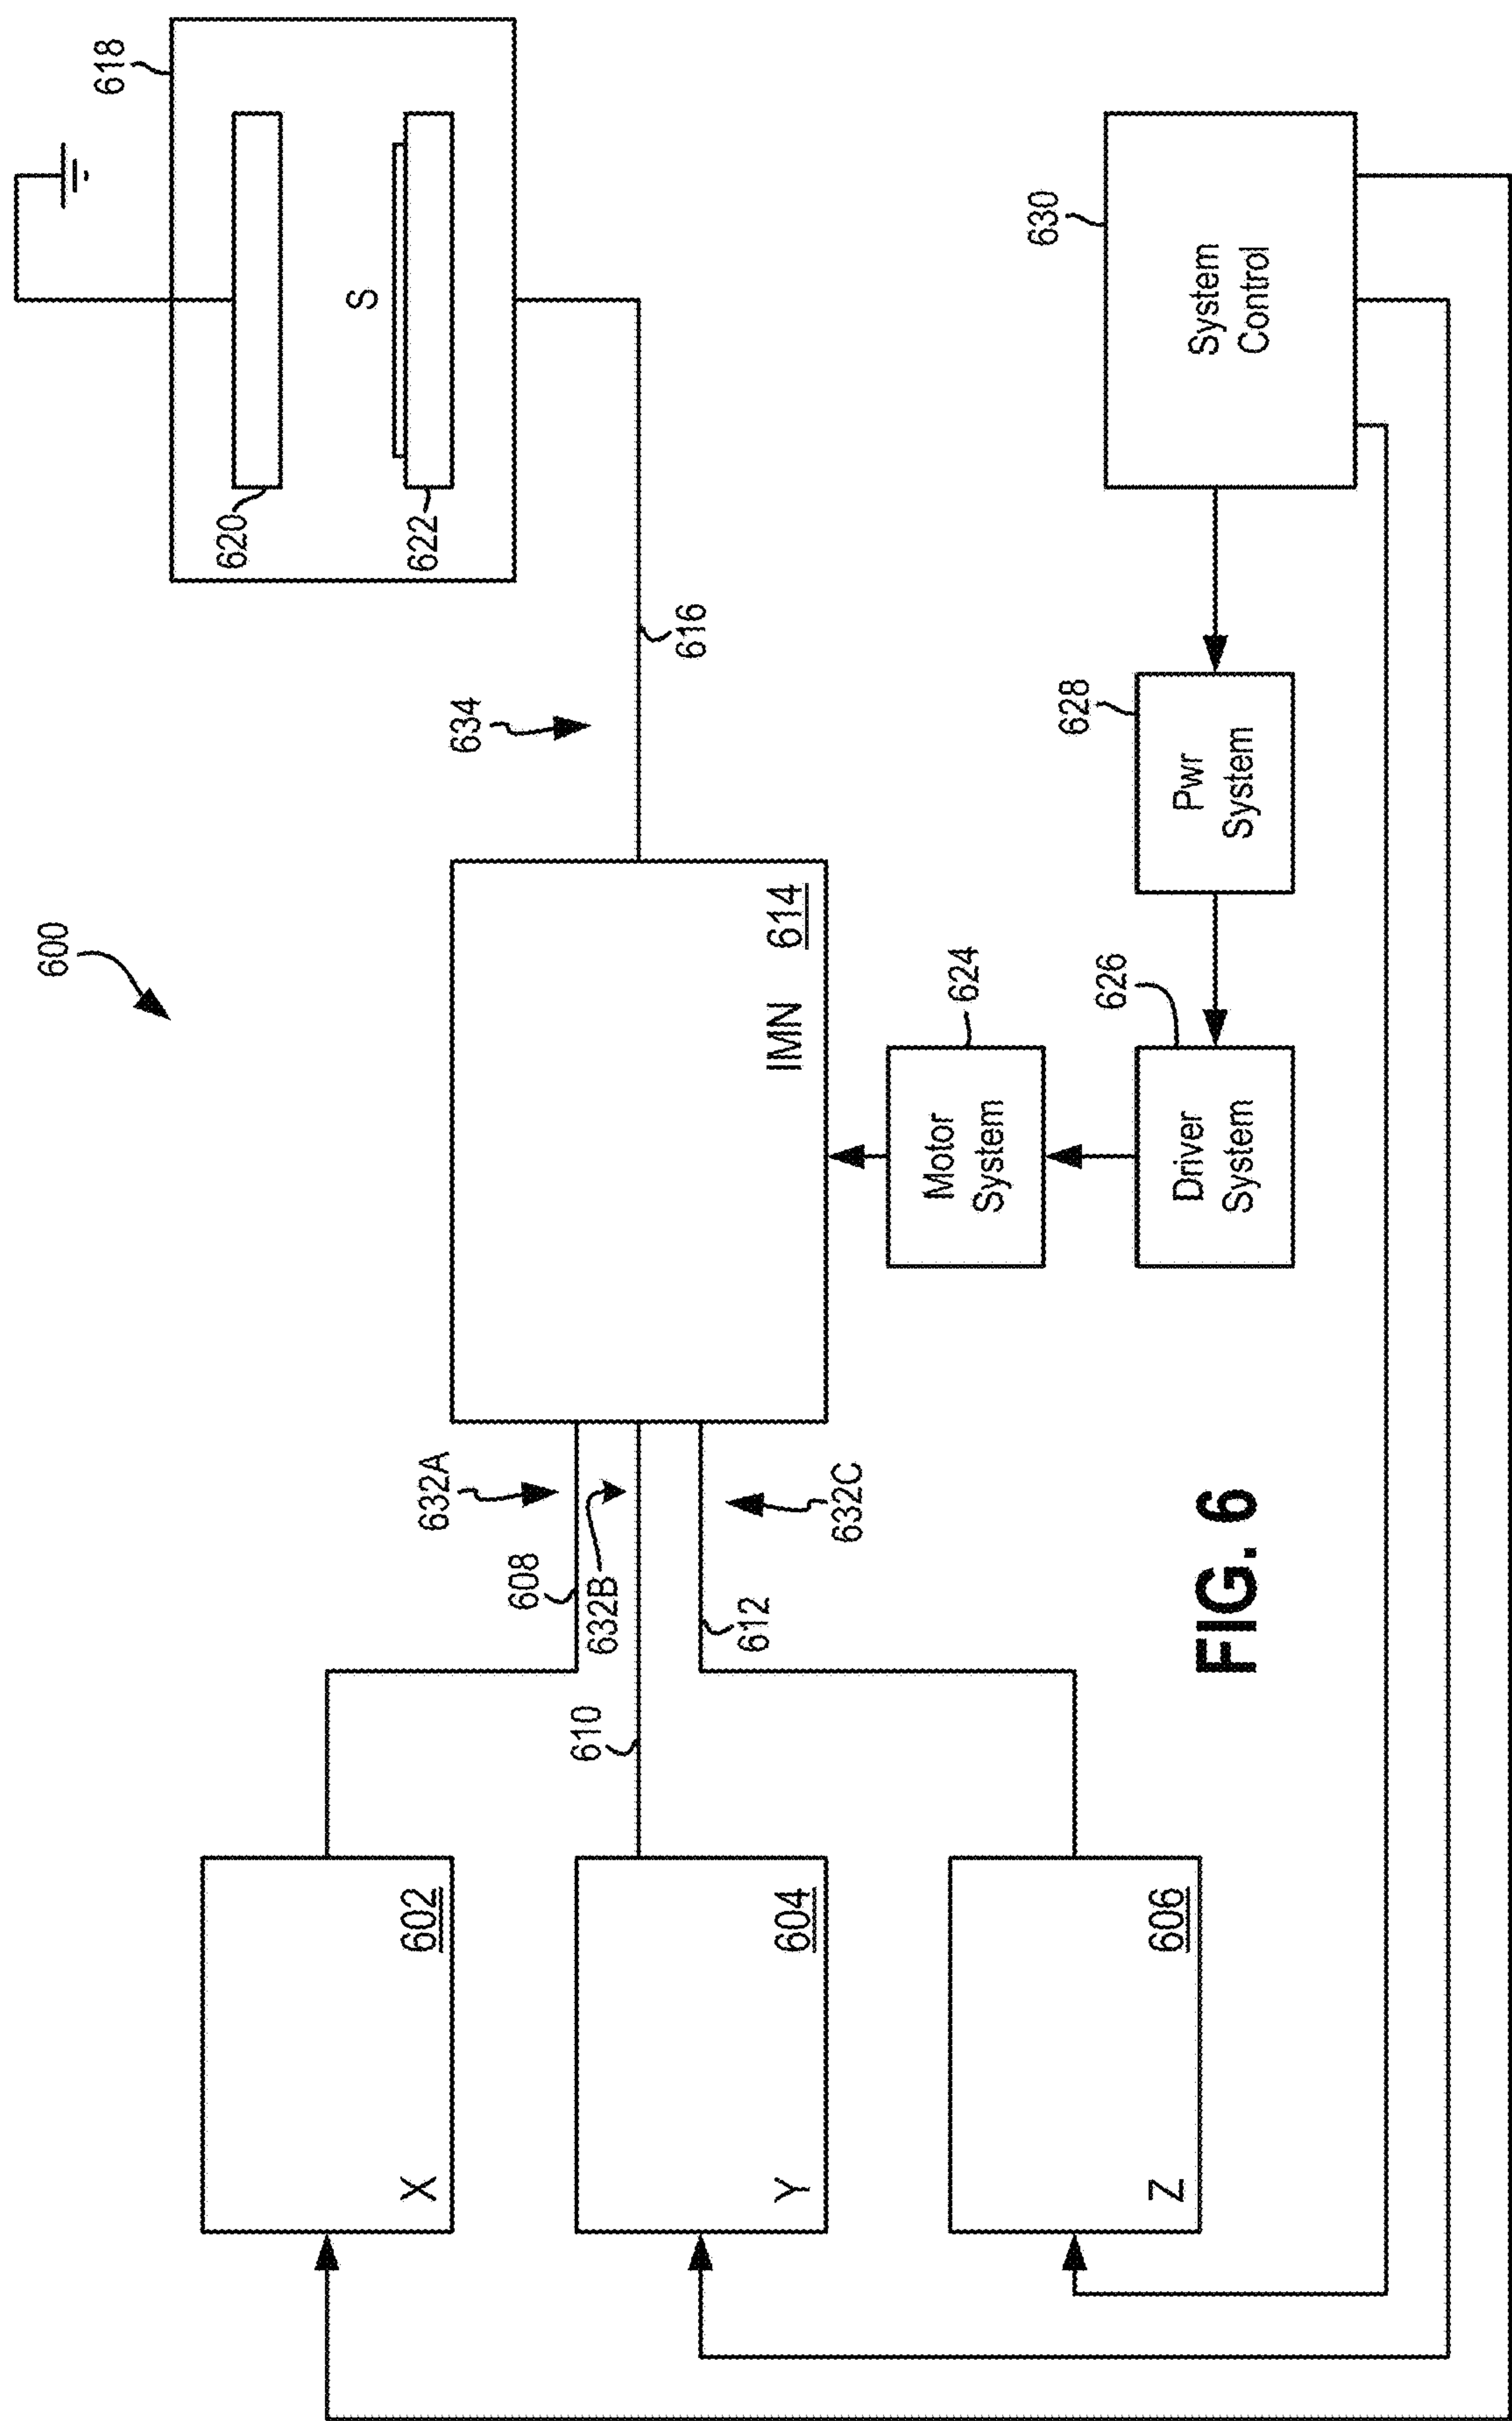 600
618
620
S
622
634
616
632A
608
632B
610
632C
612
IMN 614
X 602
Y 604
Z 606
624
Motor
System
626
Driver
System
628
Pwr
System
630
System
Control
FIG. 6